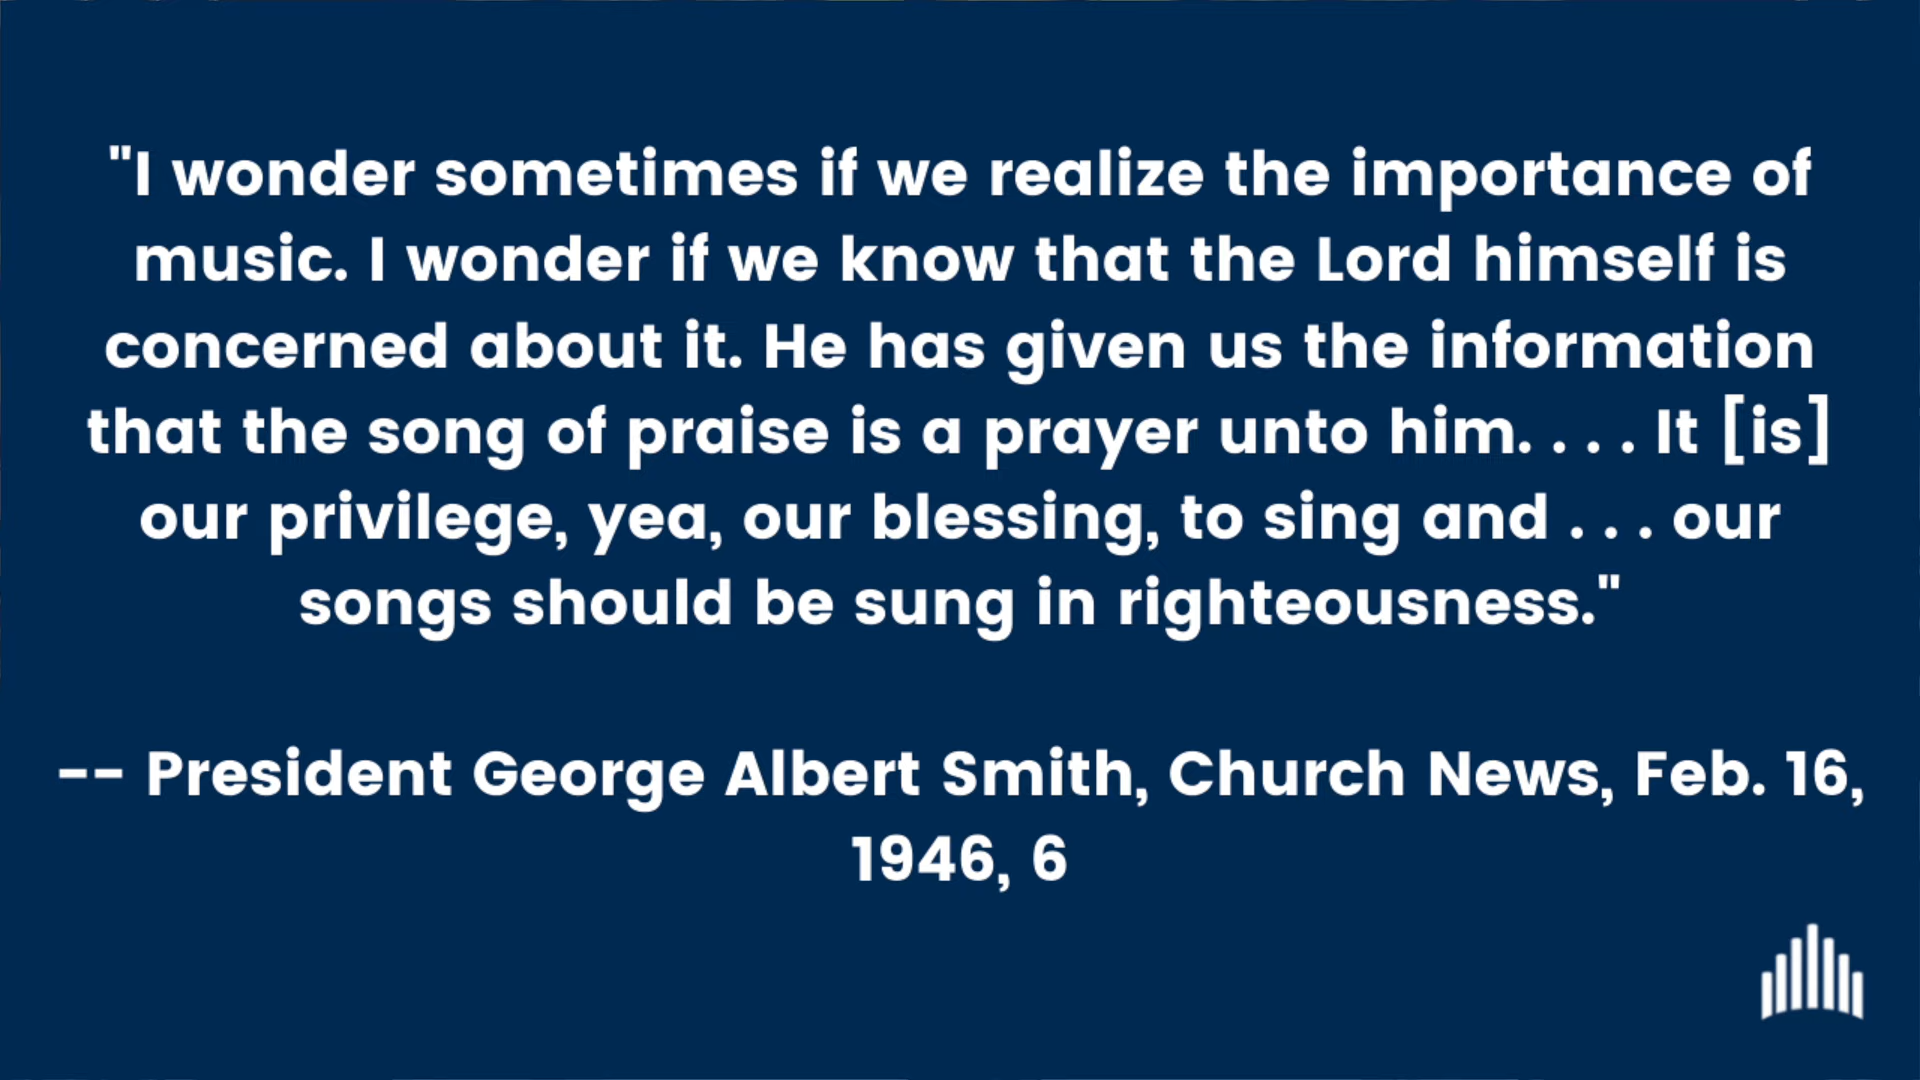 "I wonder sometimes if we realize the importance of
music. I wonder if we know that the Lord himself is
concerned about it. He has given us the information
that the song of praise is a prayer unto him. . . . It [is]
our privilege, yea, our blessing, to sing and . . . our
songs should be sung in righteousness."
-- President George Albert Smith, Church News, Feb. 16,
1946, 6